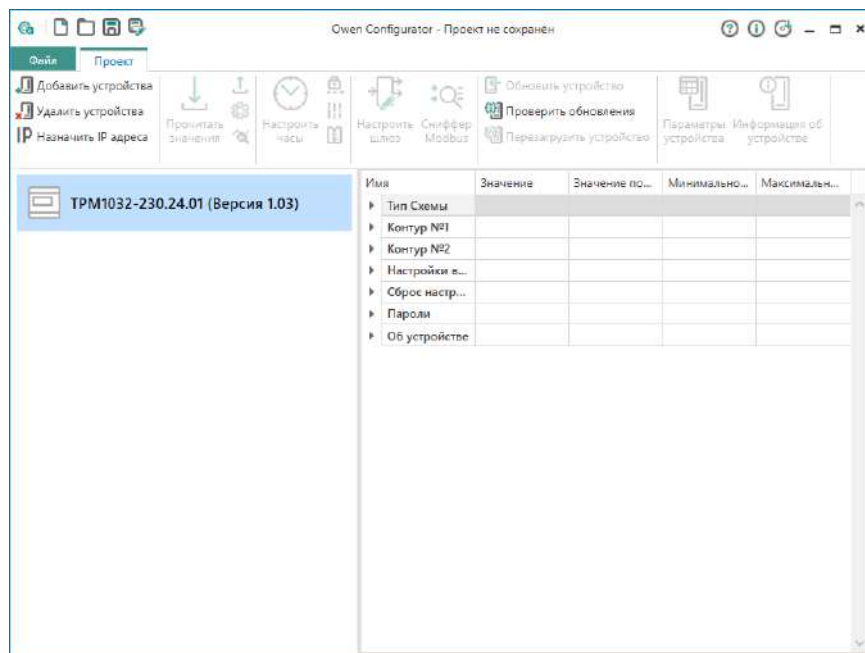 Owen Configurator - Проект не сохранён
Файл
Проект
Добавить устройства
Удалить устройства
IP Назначить IP адреса
Прочитать значения
Настроить часы
Настроить шлюз
Сниффер Modbus
Обновить устройство
Проверить обновления
Перезагрузить устройство
Параметры устройства
Информация об устройстве
ТРМ1032-230.24.01 (Версия 1.03)
Имя Значение Значение по... Минимально... Максимальн...
Тип Схемы
Контур №1
Контур №2
Настройки в...
Сброс настр...
Пароли
Об устройстве